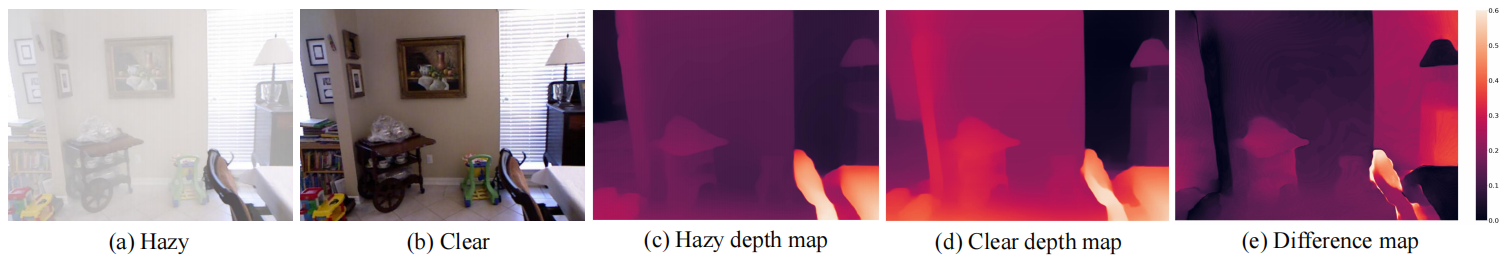 0.6
0.5
0.4
0.3
0.2
0.1
0.0
(a) Hazy
(b) Clear
(c) Hazy depth map
(d) Clear depth map
(e) Difference map